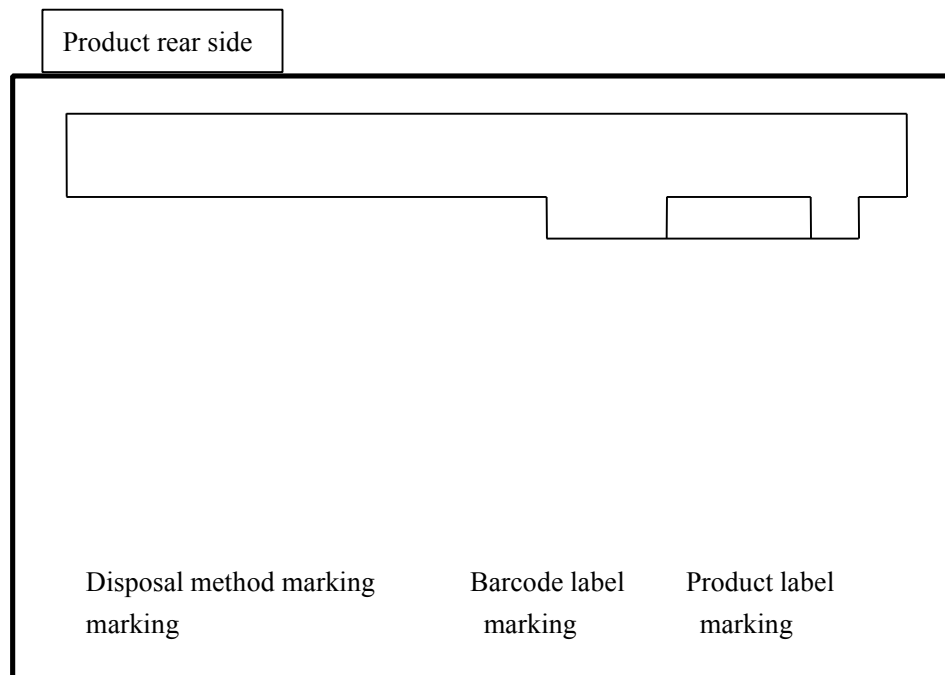 Product rear side
Disposal method marking Barcode label Product label
marking marking marking